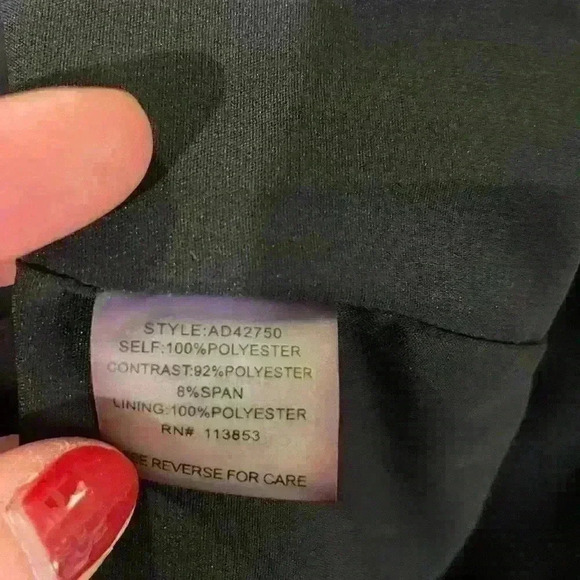 STYLE:AD42750
SELF:100%POLYESTER
CONTRAST:92%POLYESTER
8%SPAN
LINING:100%POLYESTER
RN# 113853
REVERSE FOR CARE